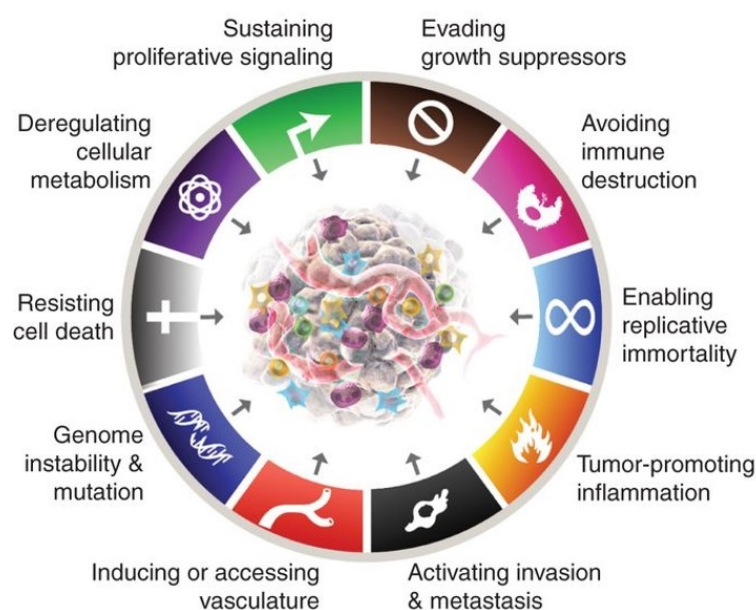 Sustaining
proliferative signaling
Evading
growth suppressors
Deregulating
cellular
metabolism
Avoiding
immune
destruction
Resisting
cell death
Enabling
replicative
immortality
Genome
instability &
mutation
Tumor-promoting
inflammation
Inducing or accessing
vasculature
Activating invasion
& metastasis